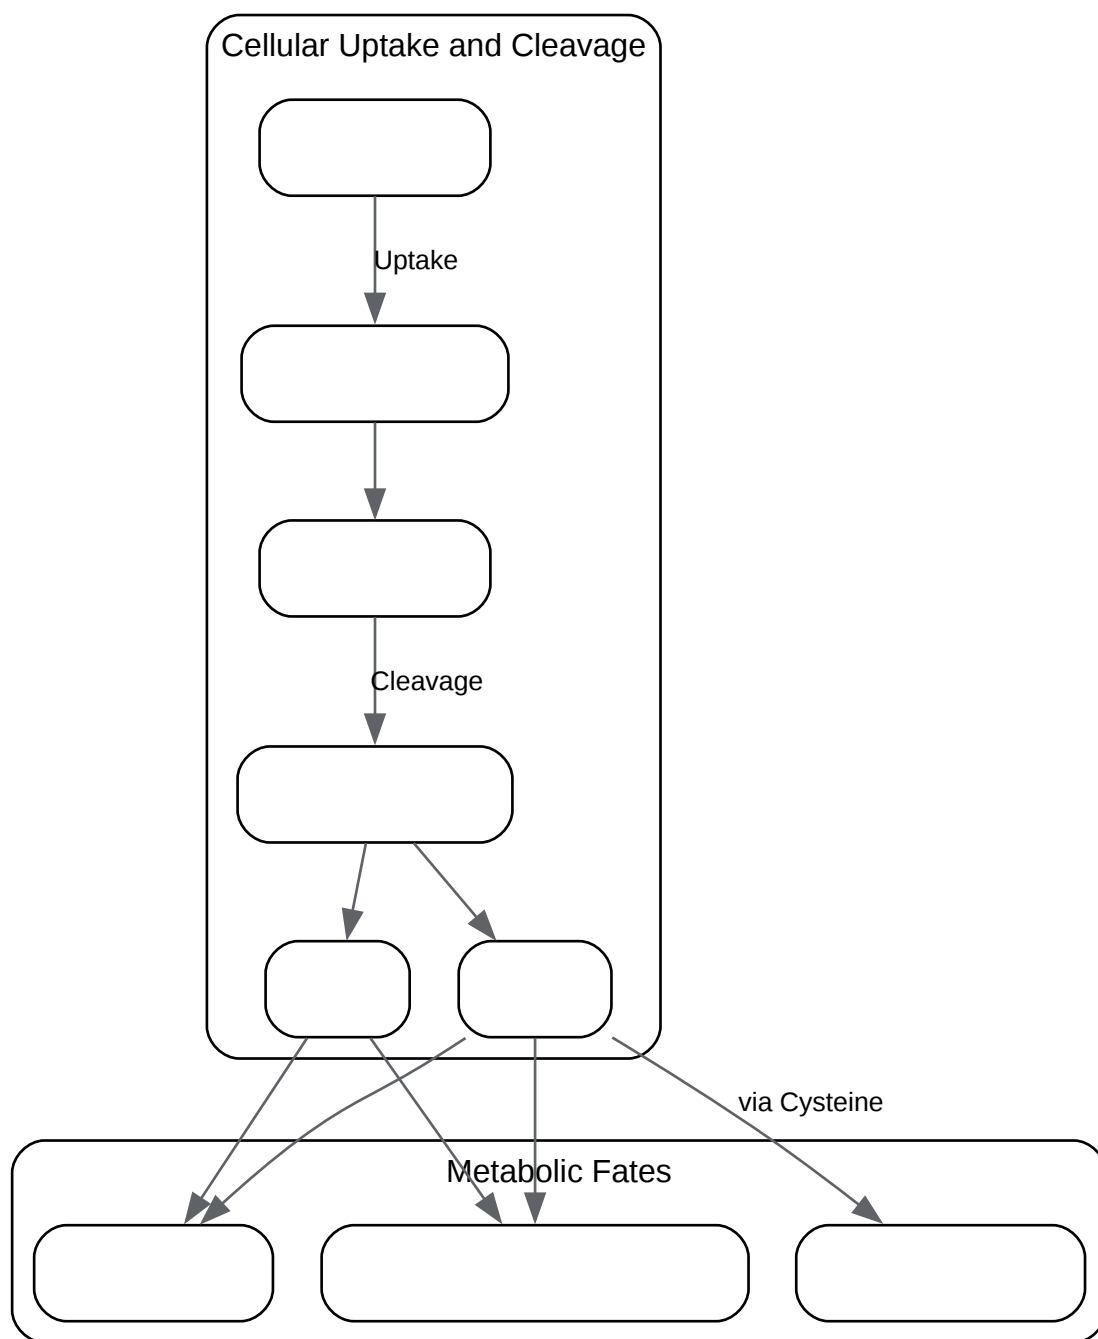 Cellular Uptake and Cleavage
Uptake
Cleavage
via Cysteine
Metabolic Fates